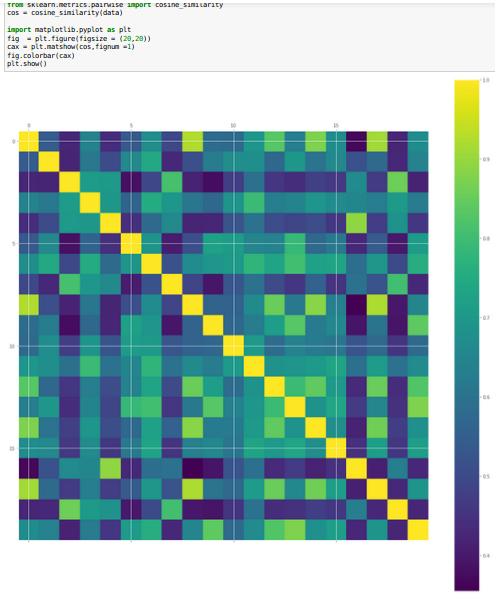 from sklearn.metrics.pairwise import cosine_similarity
cos = cosine_similarity(data)
import matplotlib.pyplot as plt
fig  = plt.figure(figsize = (20,20))
cax = plt.matshow(cos,fignum =1)
fig.colorbar(cax)
plt.show()
0 5 10 15
0
5
10
15
1.0
0.9
0.8
0.7
0.6
0.5
0.4